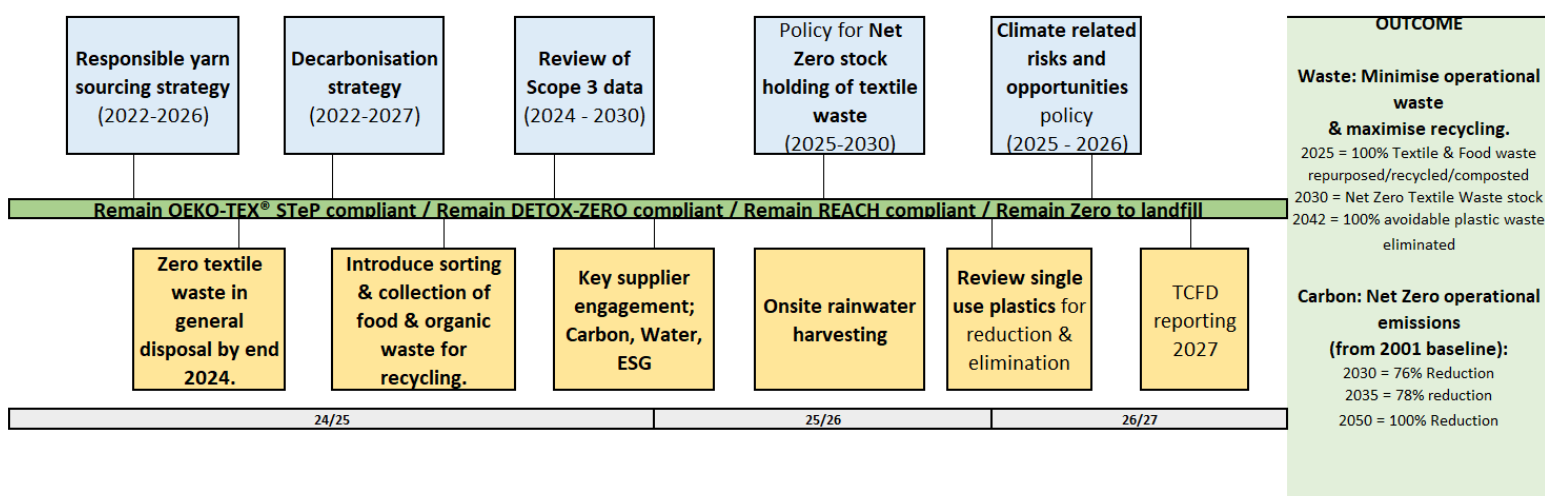 Responsible yarn
sourcing strategy
(2022-2026)
Decarbonisation
strategy
(2022-2027)
Review of
Scope 3 data
(2024 - 2030)
Policy for Net
Zero stock
holding of textile
waste
(2025-2030)
Climate related
risks and
opportunities
policy
(2025 - 2026)
Remain OEKO-TEX® STeP compliant / Remain DETOX-ZERO compliant / Remain REACH compliant / Remain Zero to landfill
Zero textile
waste in
general
disposal by end
2024.
Introduce sorting
& collection of
food & organic
waste for
recycling.
Key supplier
engagement;
Carbon, Water,
ESG
Onsite rainwater
harvesting
Review single
use plastics for
reduction &
elimination
TCFD
reporting
2027
24/25
25/26
26/27
OUTCOME
Waste: Minimise operational
waste
& maximise recycling.
2025 = 100% Textile & Food waste
repurposed/recycled/composted
2030 = Net Zero Textile Waste stock
2042 = 100% avoidable plastic waste
eliminated
Carbon: Net Zero operational
emissions
(from 2001 baseline):
2030 = 76% Reduction
2035 = 78% reduction
2050 = 100% Reduction